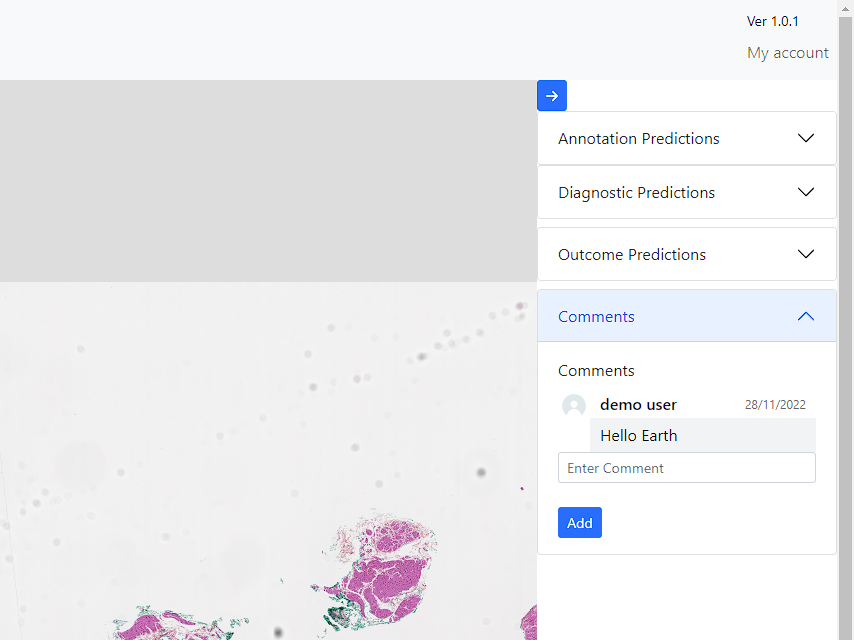 Ver 1.0.1
My account
Annotation Predictions
Diagnostic Predictions
Outcome Predictions
Comments
Comments
demo user 28/11/2022
Hello Earth
Enter Comment
Add